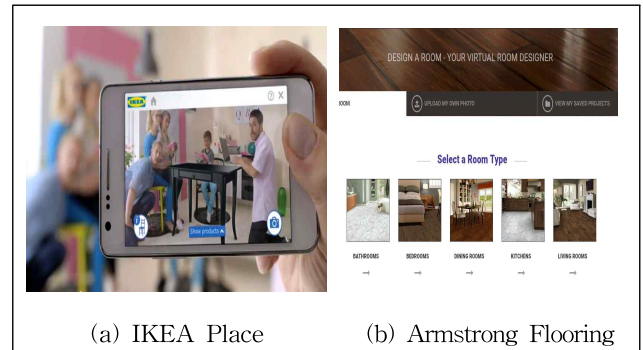 IKEA
Show products
DESIGN A ROOM - YOUR VIRTUAL ROOM DESIGNER
ROOM
UPLOAD MY OWN PHOTO
VIEW MY SAVED PROJECTS
Select a Room Type
BATHROOMS
BEDROOMS
DINING ROOMS
KITCHENS
LIVING ROOMS
(a) IKEA Place
(b) Armstrong Flooring